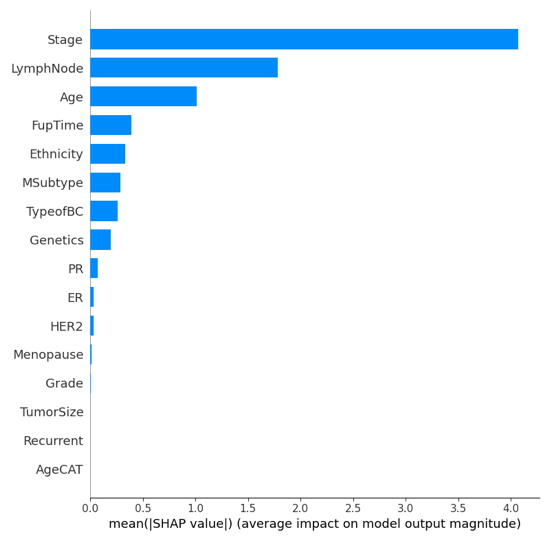 Stage
LymphNode
Age
FupTime
Ethnicity
MSubtype
TypeofBC
Genetics
PR
ER
HER2
Menopause
Grade
TumorSize
Recurrent
AgeCAT
0.0 0.5 1.0 1.5 2.0 2.5 3.0 3.5 4.0
mean(|SHAP value|) (average impact on model output magnitude)